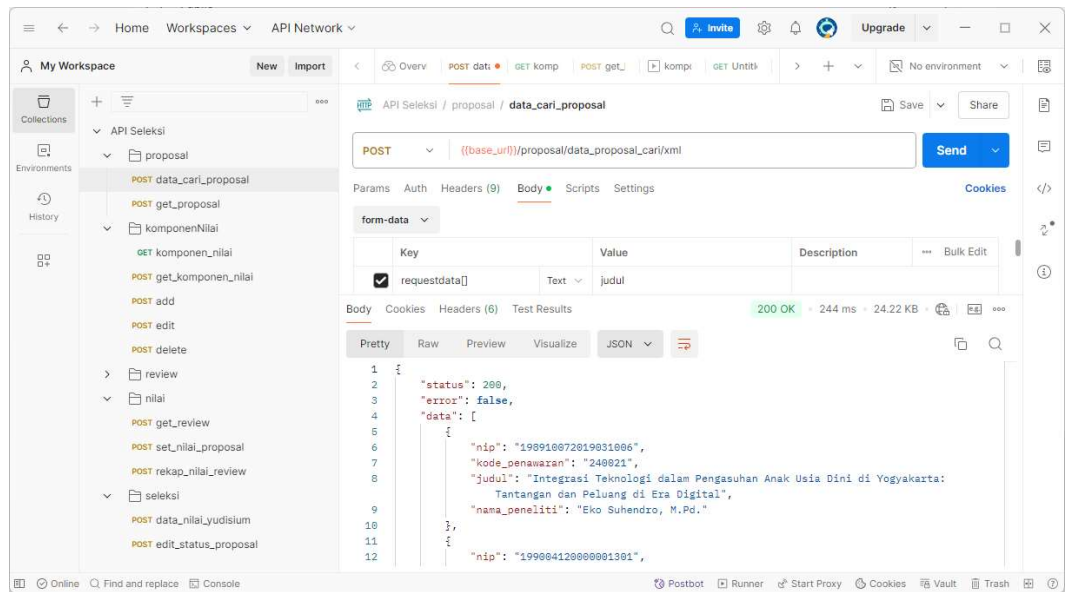 Home Workspaces API Network Invite Upgrade
My Workspace New Import Overv POST data GET komp POST get_ kompo GET Untitl No environment
Collections
Environments
History
API Seleksi
proposal
POST data_cari_proposal
POST get_proposal
komponenNilai
GET komponen_nilai
POST get_komponen_nilai
POST add
POST edit
POST delete
review
nilai
POST get_review
POST set_nilai_proposal
POST rekap_nilai_review
seleksi
POST data_nilai_yudisium
POST edit_status_proposal
HTTP API Seleksi / proposal / data_cari_proposal Save Share
POST {{base_url}}/proposal/data_proposal_cari/xml Send
Params Auth Headers (9) Body Scripts Settings Cookies
form-data
Key Value Description Bulk Edit
requestdata[] Text judul
Body Cookies Headers (6) Test Results 200 OK 244 ms 24.22 KB e.g.
Pretty Raw Preview Visualize JSON
1 {
2 "status": 200,
3 "error": false,
4 "data": [
5 {
6 "nip": "198910072019031006",
7 "kode_penawaran": "240021",
8 "judul": "Integrasi Teknologi dalam Pengasuhan Anak Usia Dini di Yogyakarta:
Tantangan dan Peluang di Era Digital",
9 "nama_peneliti": "Eko Suhendro, M.Pd."
10 },
11 {
12 "nip": "199004120000001301",
Online Find and replace Console Postbot Runner Start Proxy Cookies Vault Trash